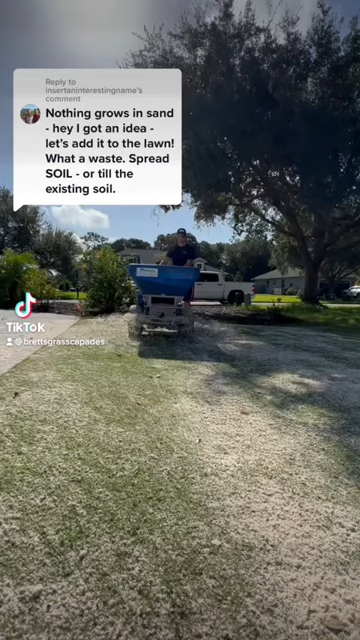 Reply to
insertaninterestingname's
comment
Nothing grows in sand
- hey I got an idea -
let's add it to the lawn!
What a waste. Spread
SOIL - or till the
existing soil.
TikTok
@brettsgrasscapades